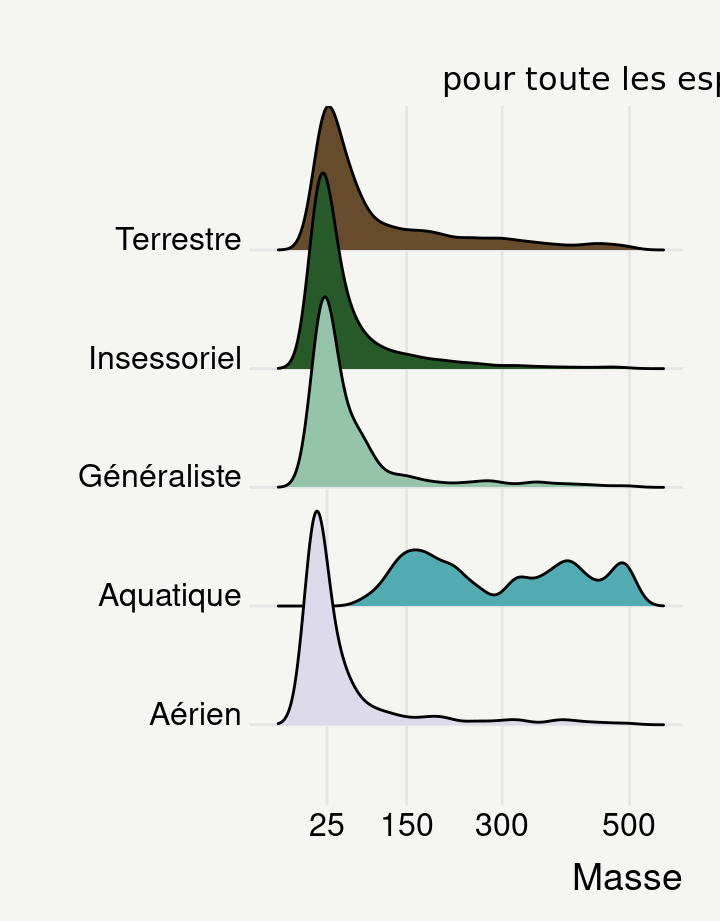 pour toute les esp
Terrestre
Insessoriel
Généraliste
Aquatique
Aérien
25 150 300 500
Masse